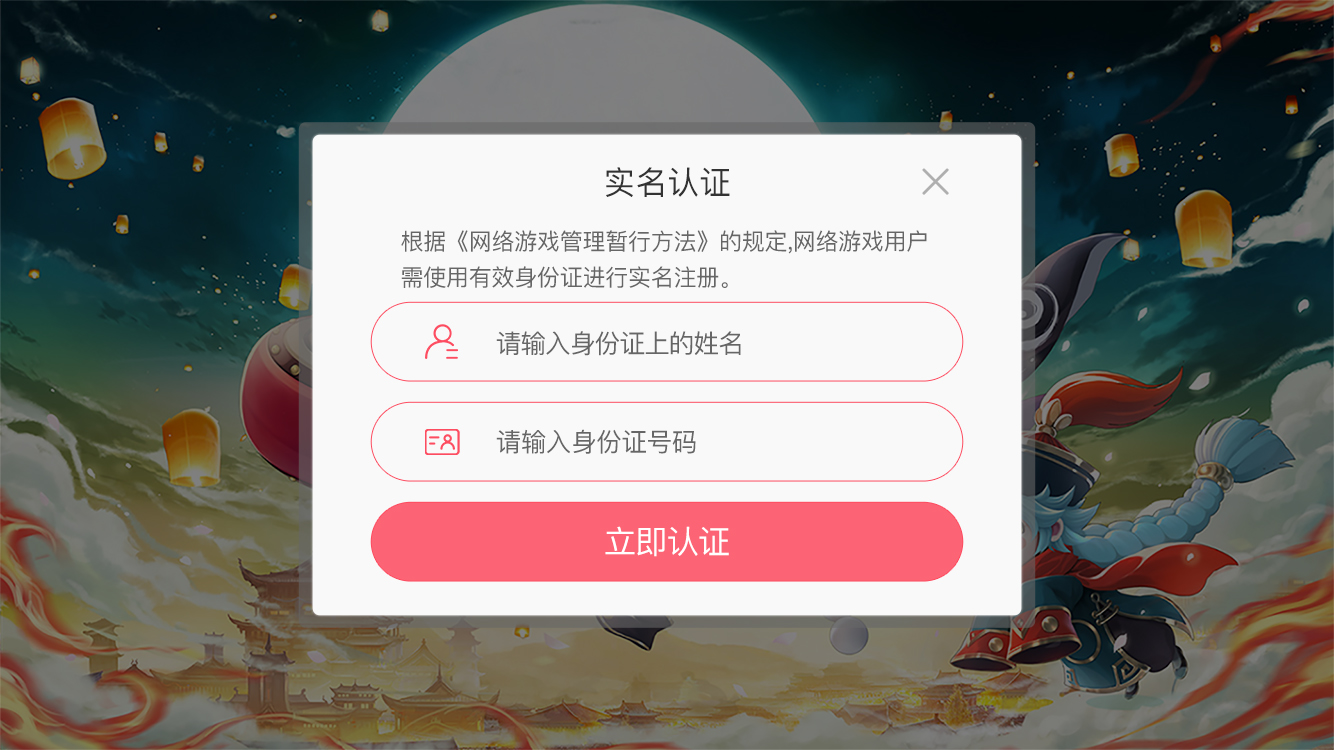 实名认证
根据《网络游戏管理暂行方法》的规定,网络游戏用户
需使用有效身份证进行实名注册。
请输入身份证上的姓名
请输入身份证号码
立即认证